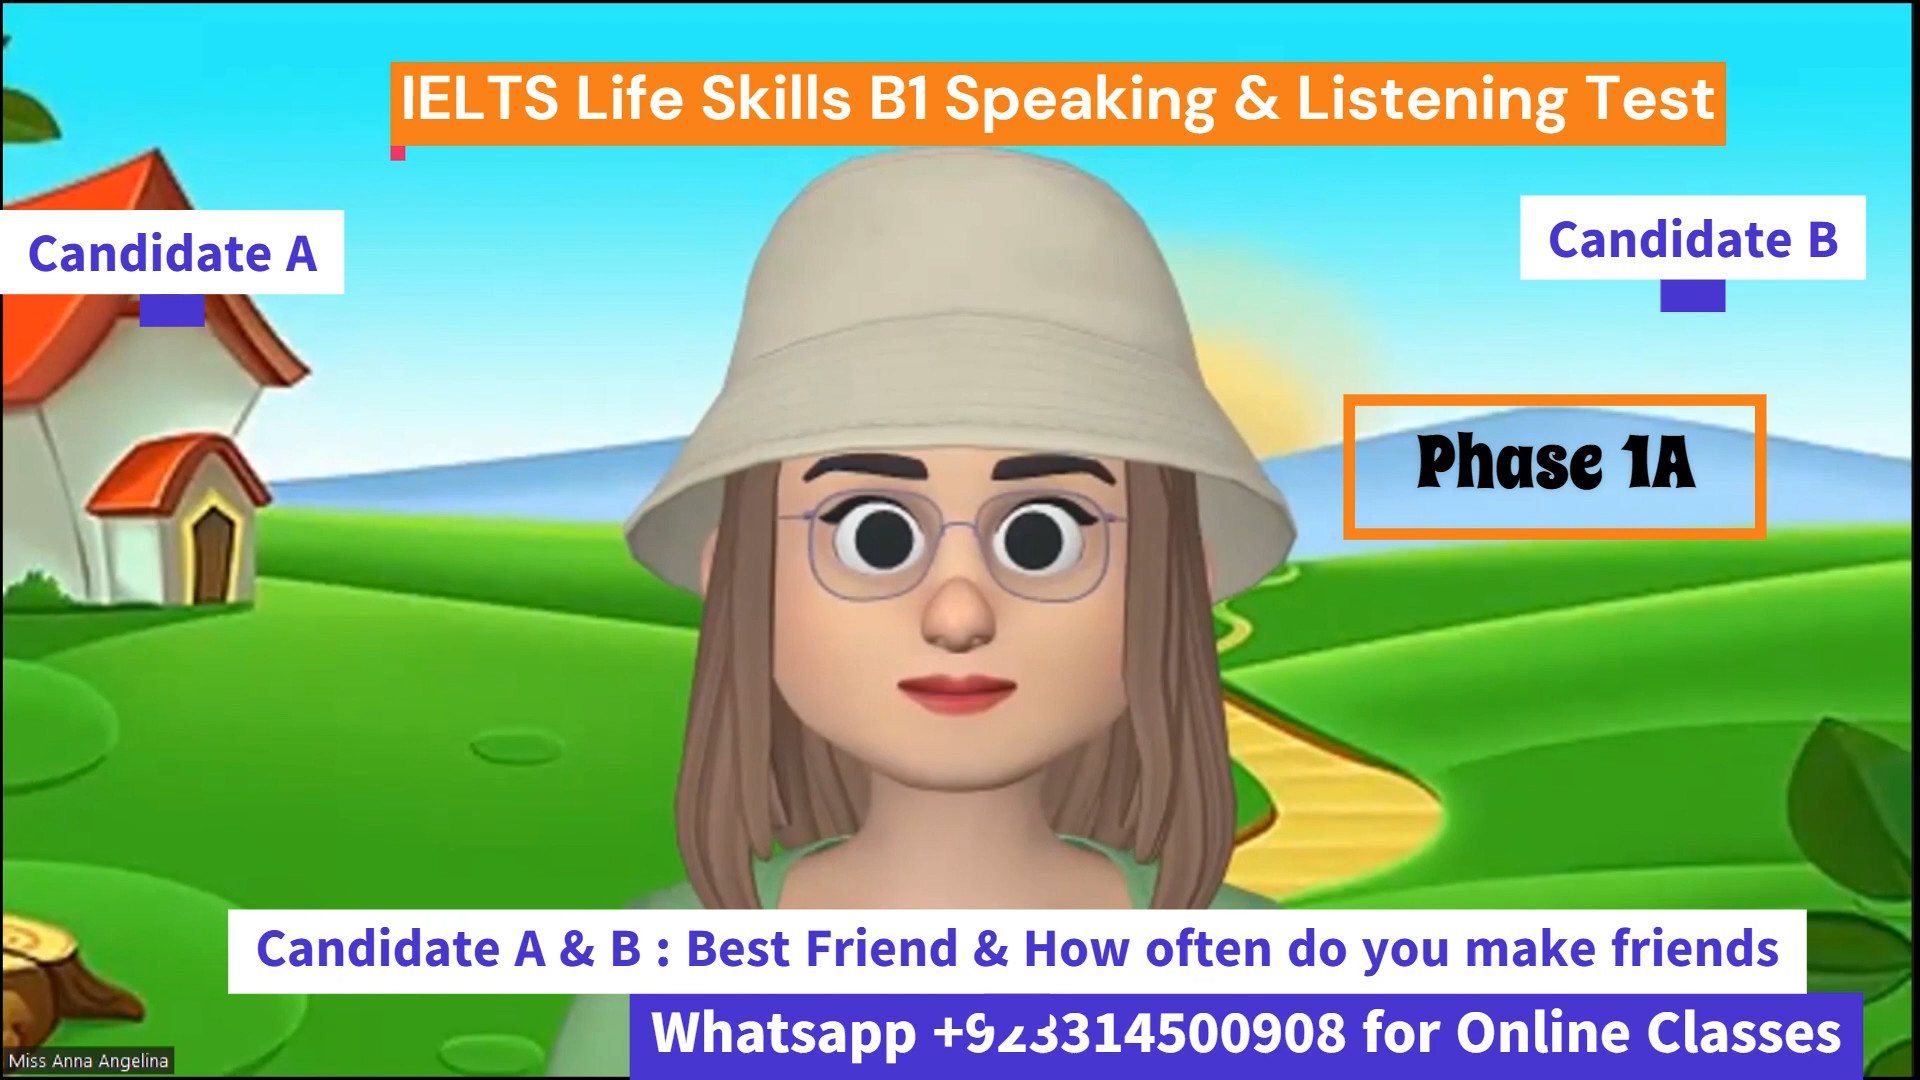 IELTS Life Skills B1 Speaking & Listening Test
Candidate A
Candidate B
Phase 1A
Candidate A & B : Best Friend & How often do you make friends
Whatsapp +923314500908 for Online Classes
Miss Anna Angelina